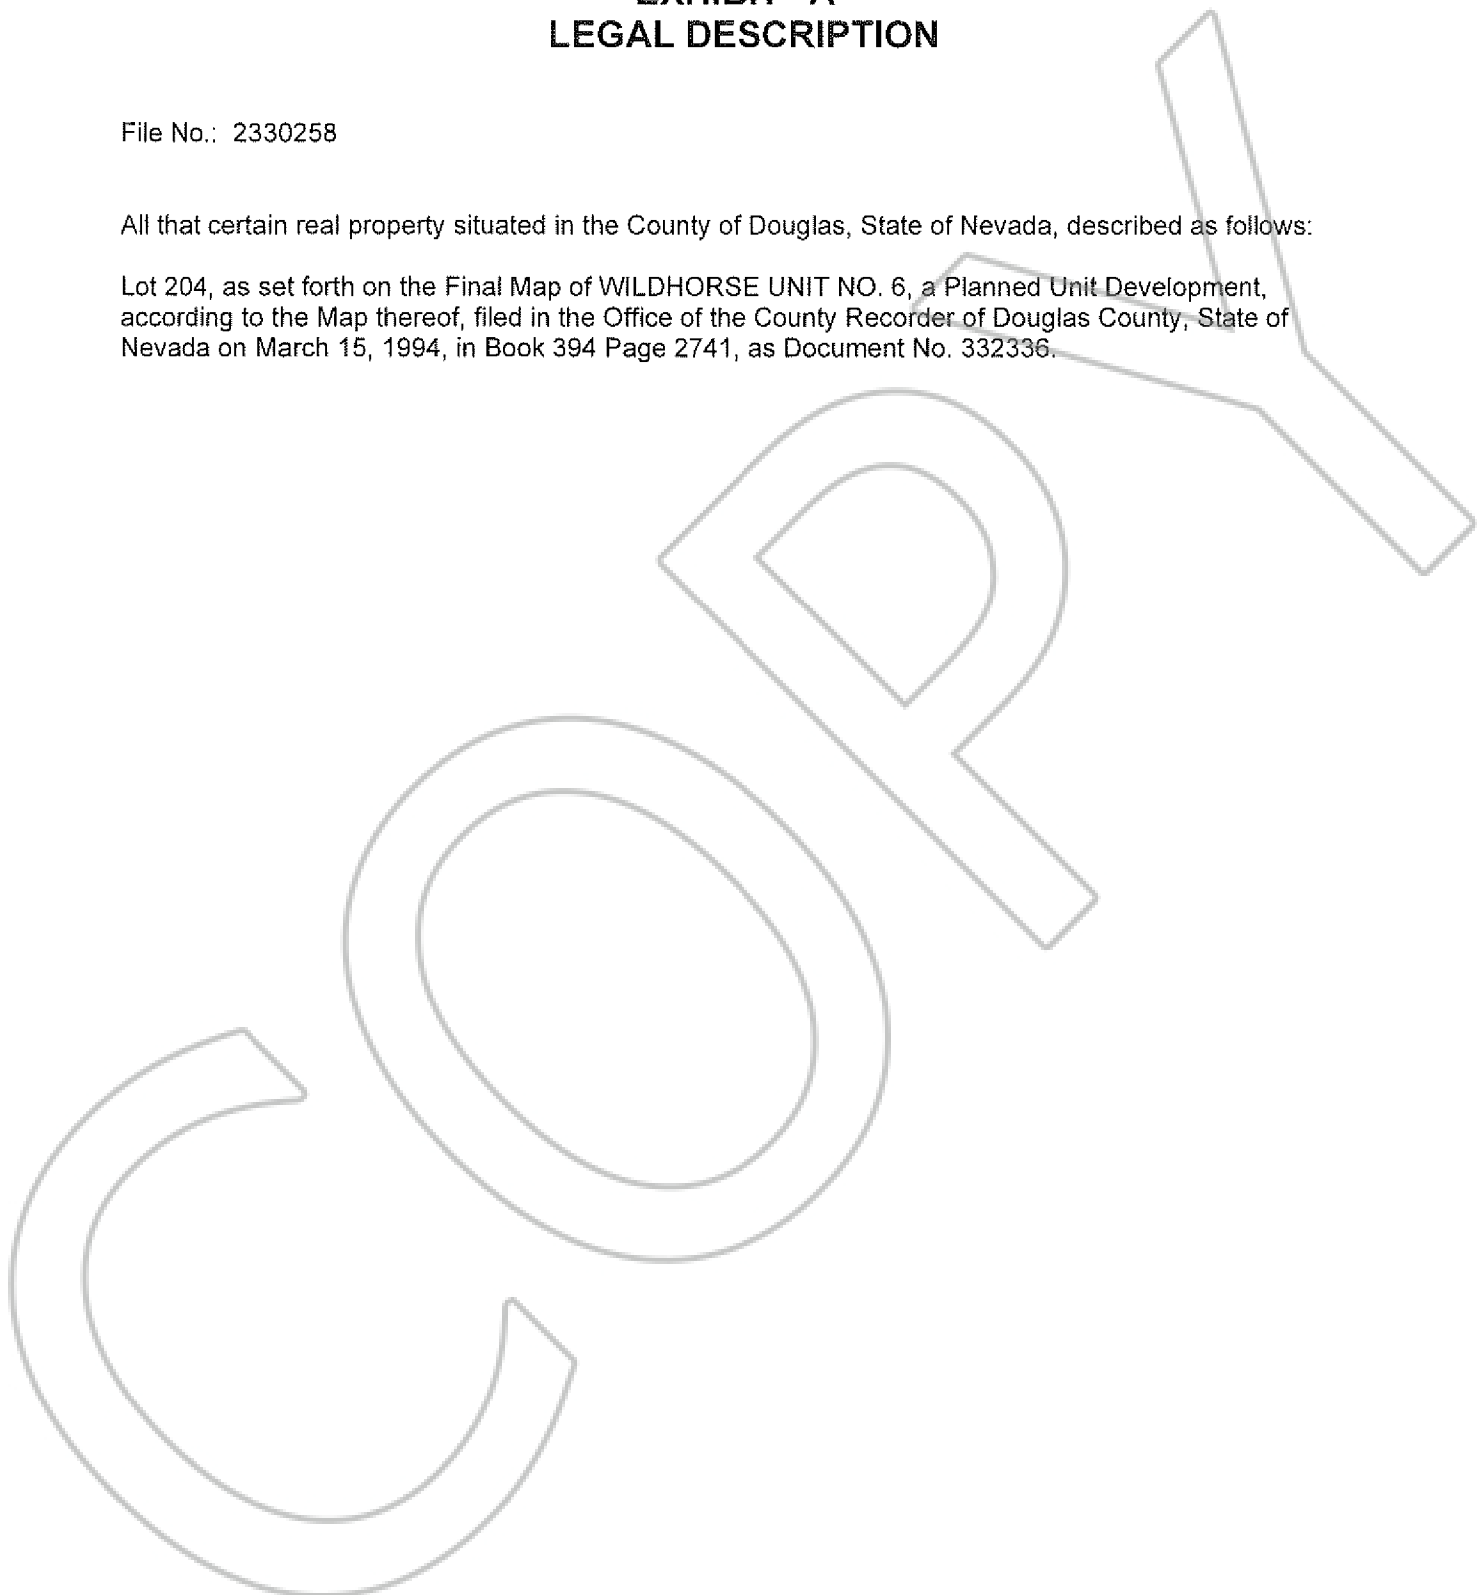 EXHIBIT "A"
LEGAL DESCRIPTION
File No.: 2330258
All that certain real property situated in the County of Douglas, State of Nevada, described as follows:
Lot 204, as set forth on the Final Map of WILDHORSE UNIT NO. 6, a Planned Unit Development,
according to the Map thereof, filed in the Office of the County Recorder of Douglas County, State of
Nevada on March 15, 1994, in Book 394 Page 2741, as Document No. 332336.
COPY